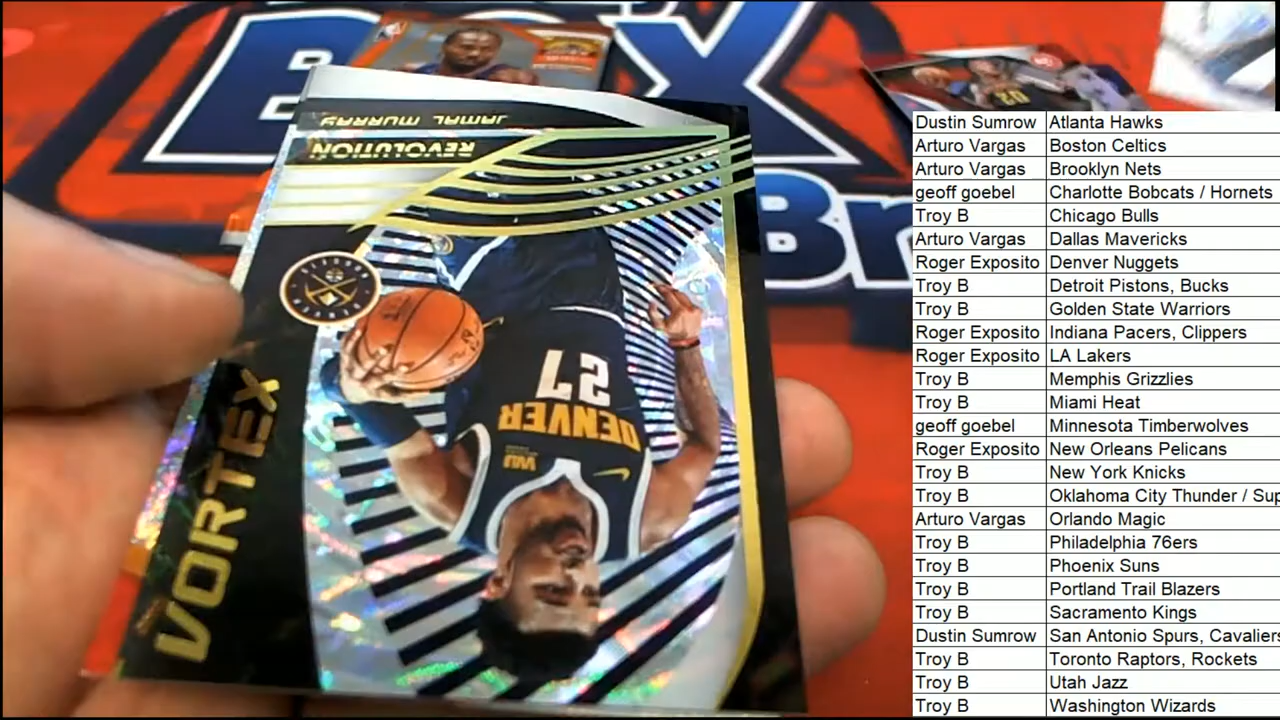 BOX
Br
JAMAL MURRAY
REVOLUTION
VORTEX
DENVER
27
WU
Dustin Sumrow Atlanta Hawks
Arturo Vargas Boston Celtics
Arturo Vargas Brooklyn Nets
geoff goebel Charlotte Bobcats / Hornets
Troy B Chicago Bulls
Arturo Vargas Dallas Mavericks
Roger Exposito Denver Nuggets
Troy B Detroit Pistons, Bucks
Troy B Golden State Warriors
Roger Exposito Indiana Pacers, Clippers
Roger Exposito LA Lakers
Troy B Memphis Grizzlies
Troy B Miami Heat
geoff goebel Minnesota Timberwolves
Roger Exposito New Orleans Pelicans
Troy B New York Knicks
Troy B Oklahoma City Thunder / Sup
Arturo Vargas Orlando Magic
Troy B Philadelphia 76ers
Troy B Phoenix Suns
Troy B Portland Trail Blazers
Troy B Sacramento Kings
Dustin Sumrow San Antonio Spurs, Cavaliers
Troy B Toronto Raptors, Rockets
Troy B Utah Jazz
Troy B Washington Wizards